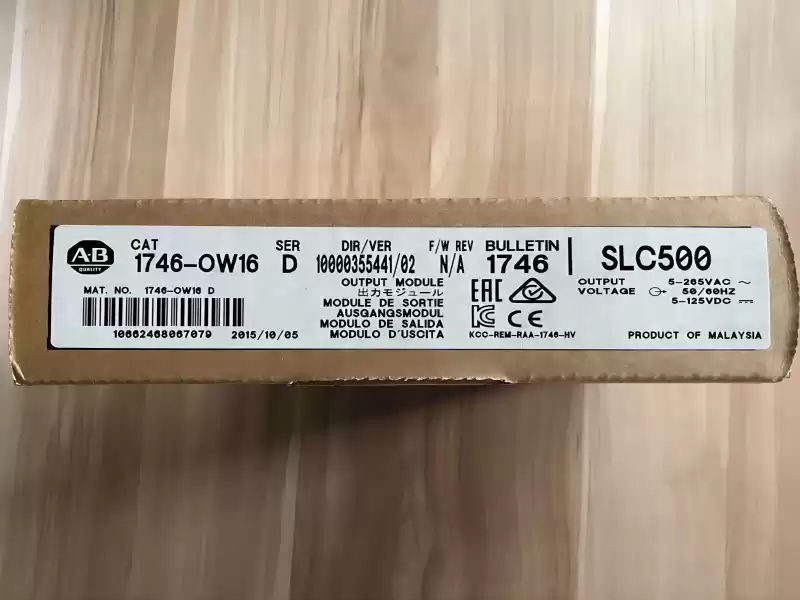 A-B
QUALITY
CAT
1746-OW16
SER
D
DIR/VER
10000355441/02
F/W REV
N/A
BULLETIN
1746
SLC500
MAT. NO. 1746-OW16 D
10662468067079 2015/10/05
OUTPUT MODULE
出力モジュール
MODULE DE SORTIE
AUSGANGSMODUL
MODULO DE SALIDA
MODULO D'USCITA
EAC
KC CE
KCC-REM-RAA-1746-HV
OUTPUT
VOLTAGE
5-265VAC ~
50/60HZ
5-125VDC ⎓
PRODUCT OF MALAYSIA